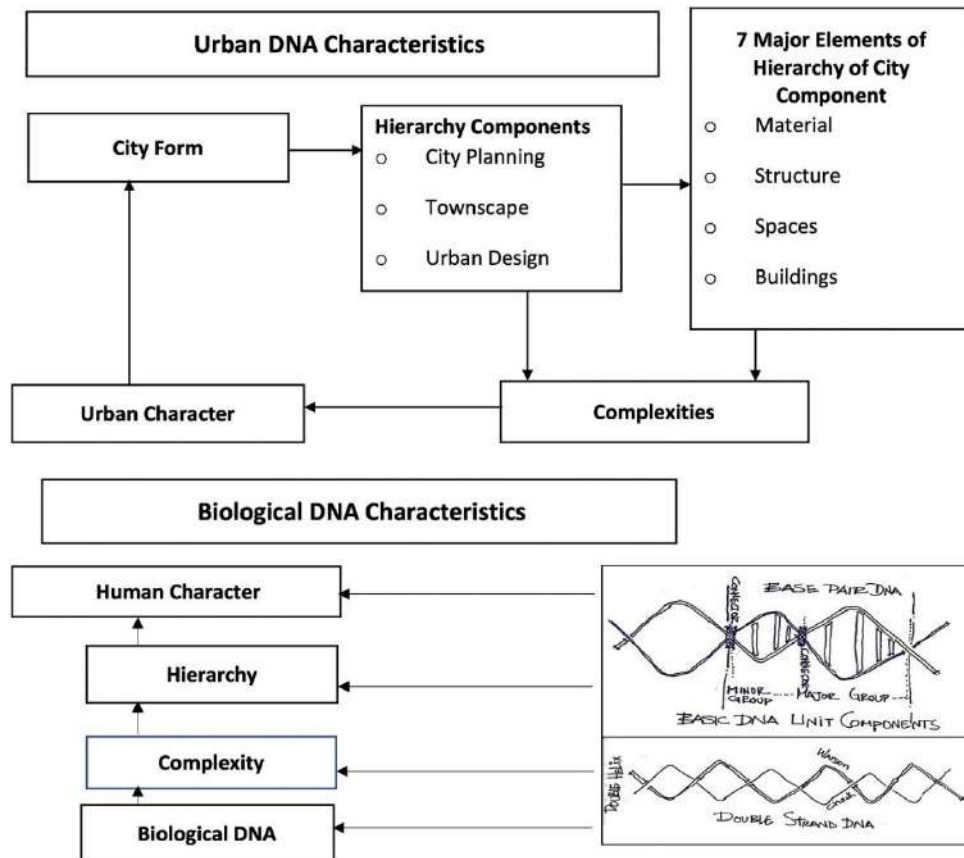 Urban DNA Characteristics
7 Major Elements of
Hierarchy of City
Component
○ Material
○ Structure
○ Spaces
○ Buildings
City Form
Hierarchy Components
○ City Planning
○ Townscape
○ Urban Design
Urban Character
Complexities
Biological DNA Characteristics
Human Character
Hierarchy
Complexity
Biological DNA
BASE PAIR DNA
MINOR
GROUP
MAJOR GROUP
BASIC DNA UNIT COMPONENTS
DOUBLE HELIX
WATSON
DOUBLE STRAND DNA